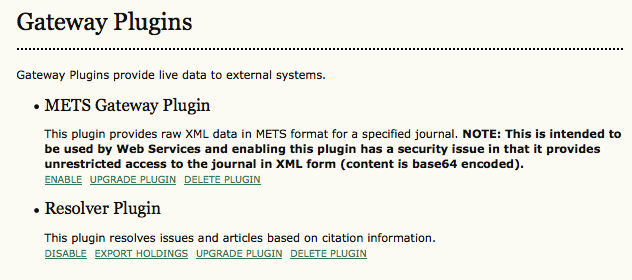 Gateway Plugins
Gateway Plugins provide live data to external systems.
• METS Gateway Plugin
This plugin provides raw XML data in METS format for a specified journal. NOTE: This is intended to
be used by Web Services and enabling this plugin has a security issue in that it provides
unrestricted access to the journal in XML form (content is base64 encoded).
ENABLE UPGRADE PLUGIN DELETE PLUGIN
• Resolver Plugin
This plugin resolves issues and articles based on citation information.
DISABLE EXPORT HOLDINGS UPGRADE PLUGIN DELETE PLUGIN